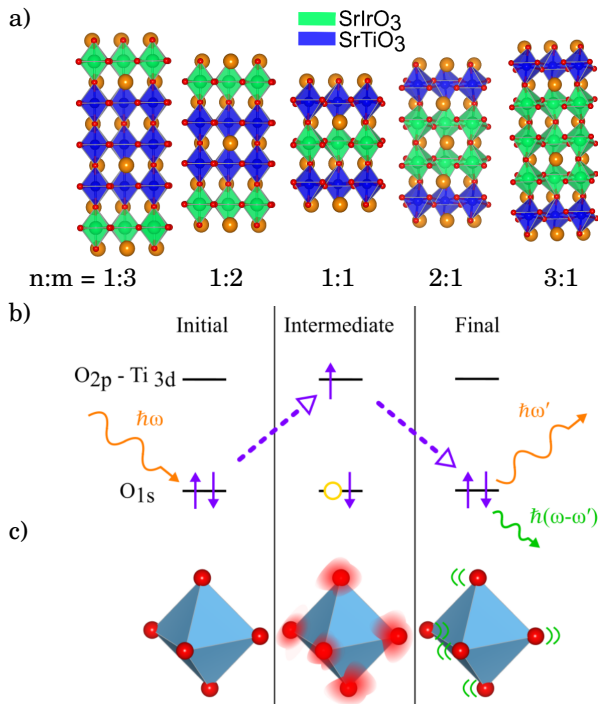 a)
SrIrO₃
SrTiO₃
n:m = 1:3 1:2 1:1 2:1 3:1
b)
Initial Intermediate Final
O₂ₚ - Ti ₃d
ħω
ħω′
O₁ₛ
ħ(ω-ω′)
c)